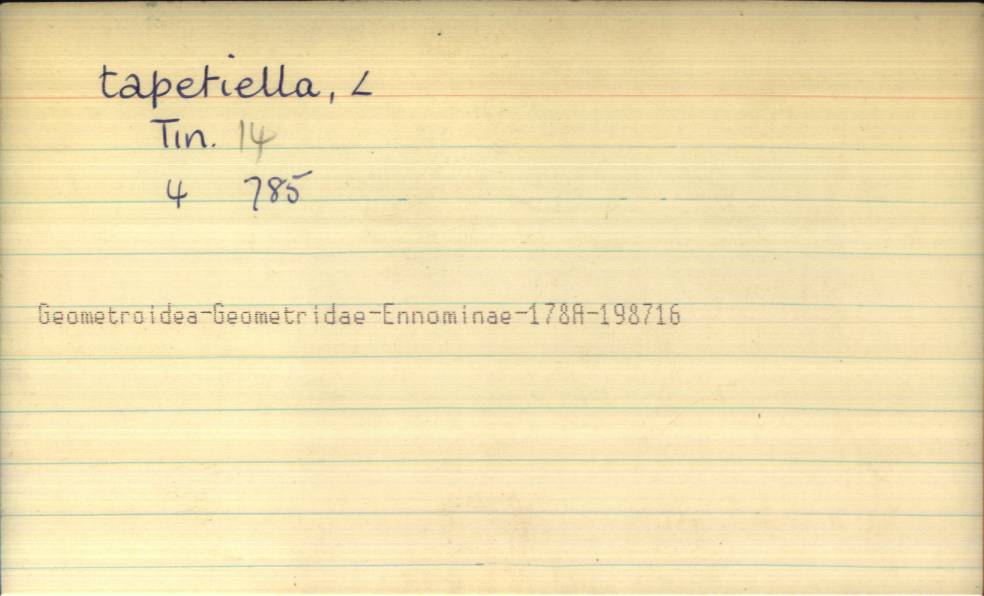 tapetiella, L
Tin. 14
4 785
Geometroidea-Geometridae-Ennominae-178A-198716